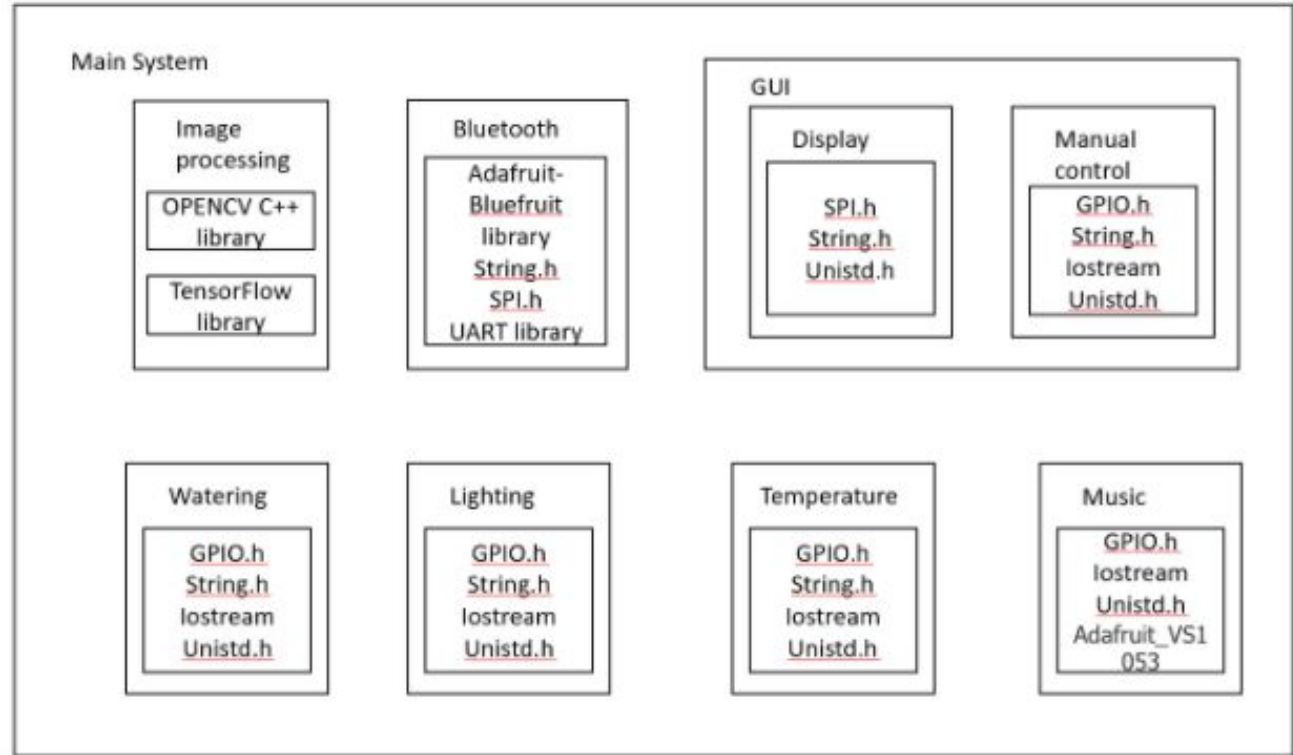 Main System
Image
processing
OPENCV C++
library
TensorFlow
library
Bluetooth
Adafruit-
Bluefruit
library
String.h
SPI.h
UART library
GUI
Display
SPI.h
String.h
Unistd.h
Manual
control
GPIO.h
String.h
Iostream
Unistd.h
Watering
GPIO.h
String.h
Iostream
Unistd.h
Lighting
GPIO.h
String.h
Iostream
Unistd.h
Temperature
GPIO.h
String.h
Iostream
Unistd.h
Music
GPIO.h
Iostream
Unistd.h
Adafruit_VS1
053